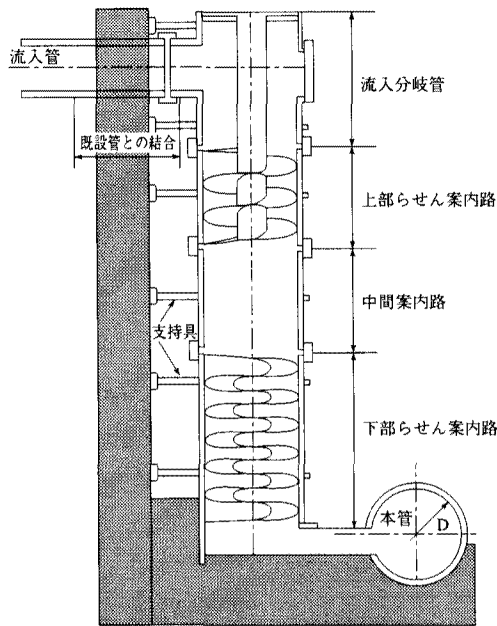 流入管
流入分岐管
既設管との結合
上部らせん案内路
中間案内路
支持具
下部らせん案内路
本管
D